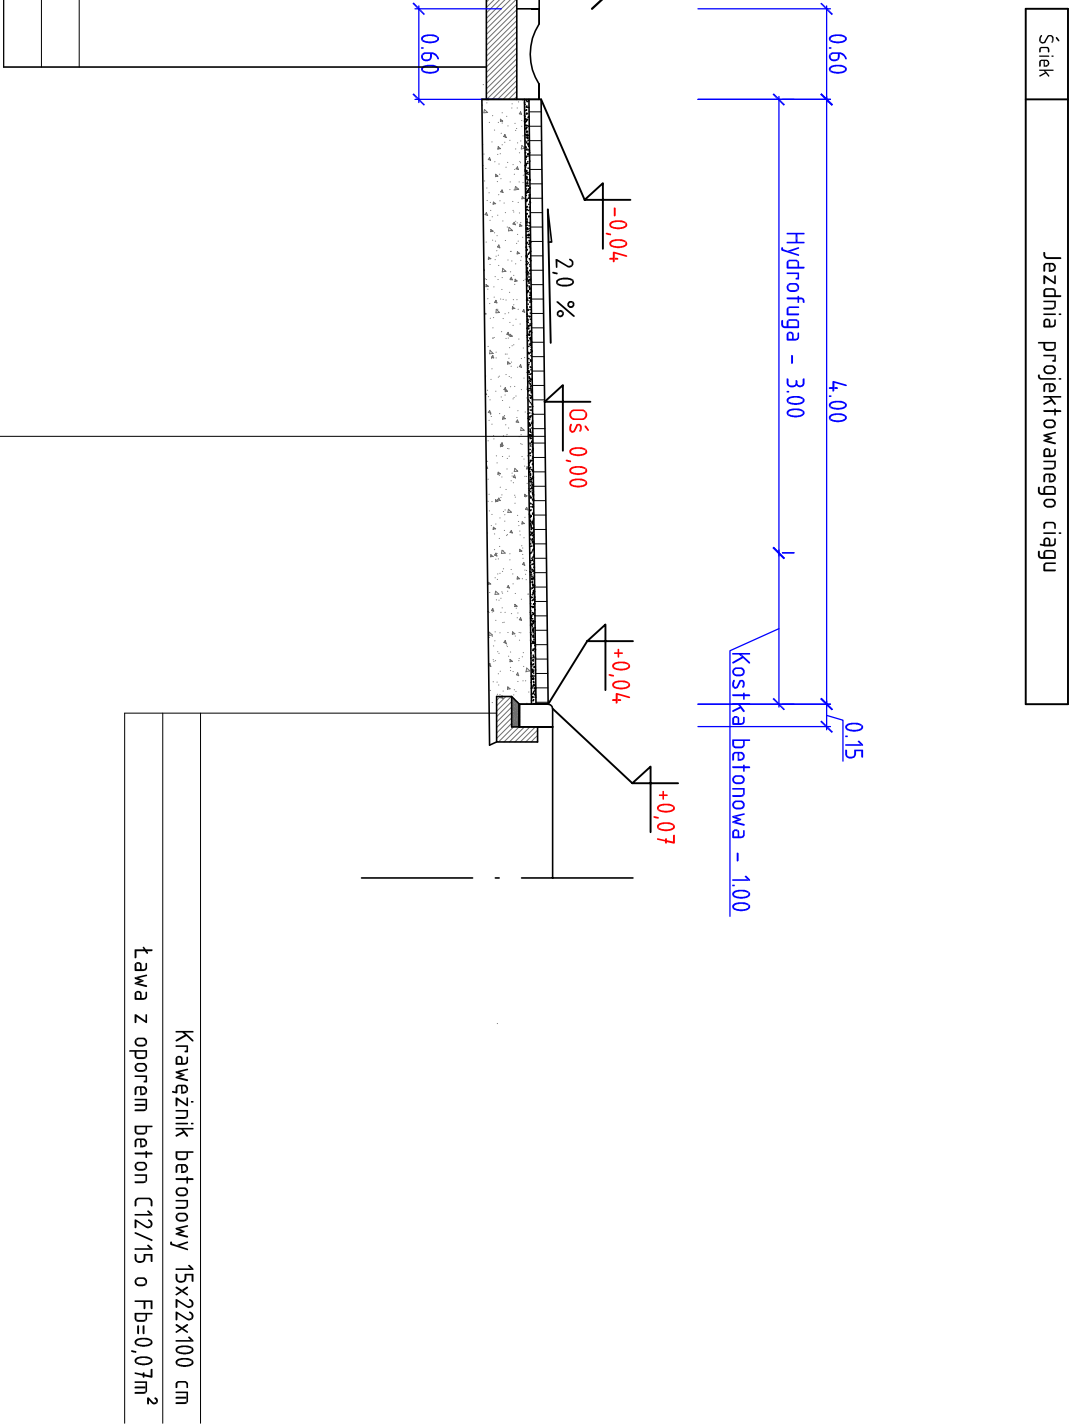 Ściek
Jezdnia projektowanego ciągu
0.60
4.00
0.15
Hydrofuga - 3.00
Kostka betonowa - 1.00
-0,04
2,0 %
Oś 0,00
+0,04
+0,07
0.60
Krawężnik betonowy 15x22x100 cm
Ława z oporem beton C12/15 o Fb=0,07m²